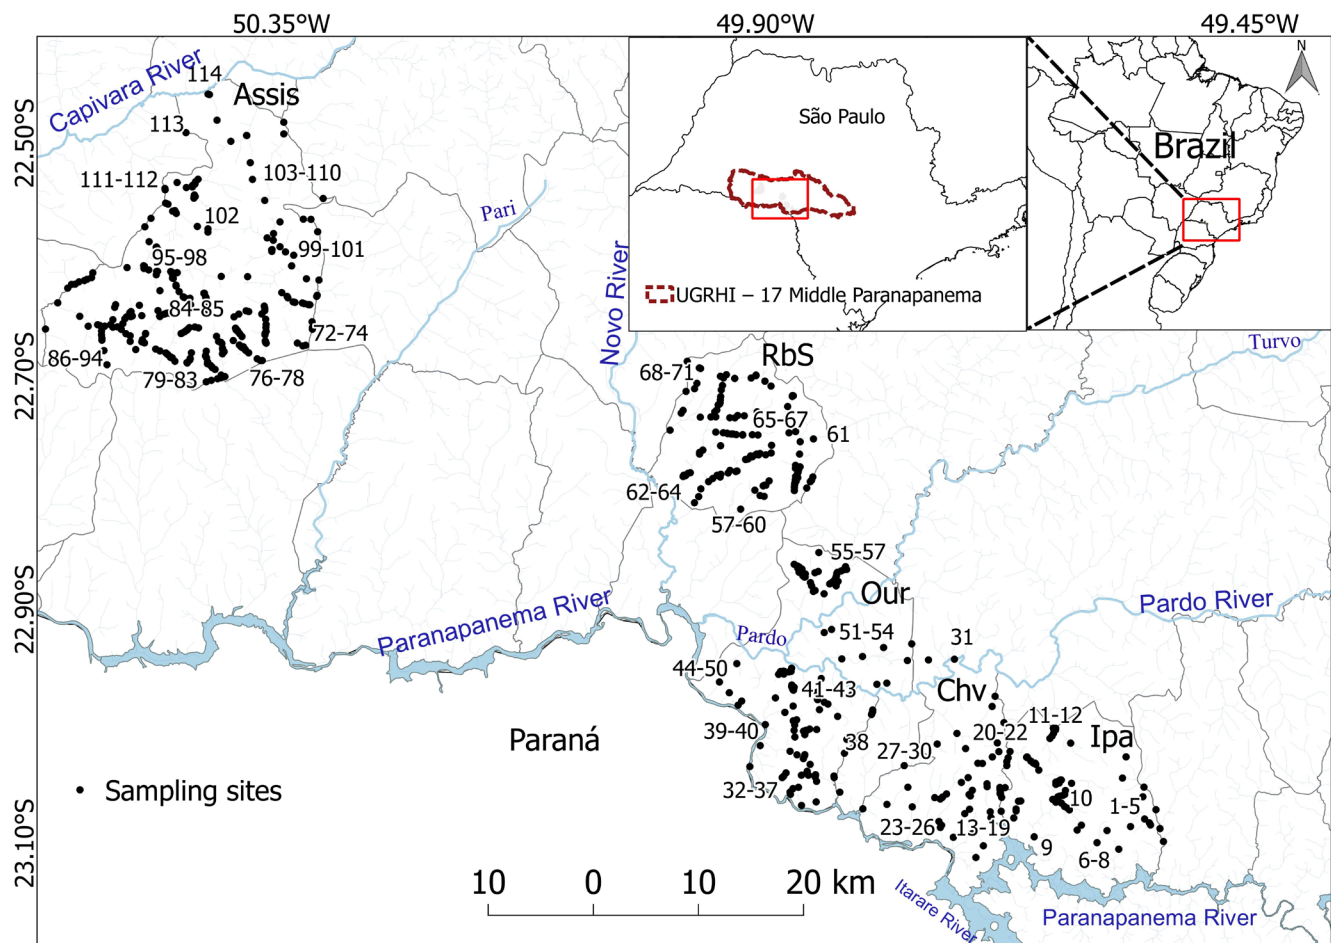 50.35°W
49.90°W
49.45°W
22.50°S
22.70°S
22.90°S
23.10°S
Capivara River
114
Assis
113
111-112
103-110
102
Pari
95-98
99-101
84-85
72-74
86-94
79-83
76-78
Novo River
São Paulo
UGRHI – 17 Middle Paranapanema
Brazil
N
RbS
Turvo
68-71
65-67
61
62-64
57-60
55-57
Our
Paranapanema River
Pardo River
Pardo
51-54
31
44-50
41-43
Chv
39-40
38
27-30
20-22
11-12
Ipa
Paraná
32-37
23-26
13-19
10
1-5
9
6-8
Sampling sites
10 0 10 20 km
Itarare River
Paranapanema River